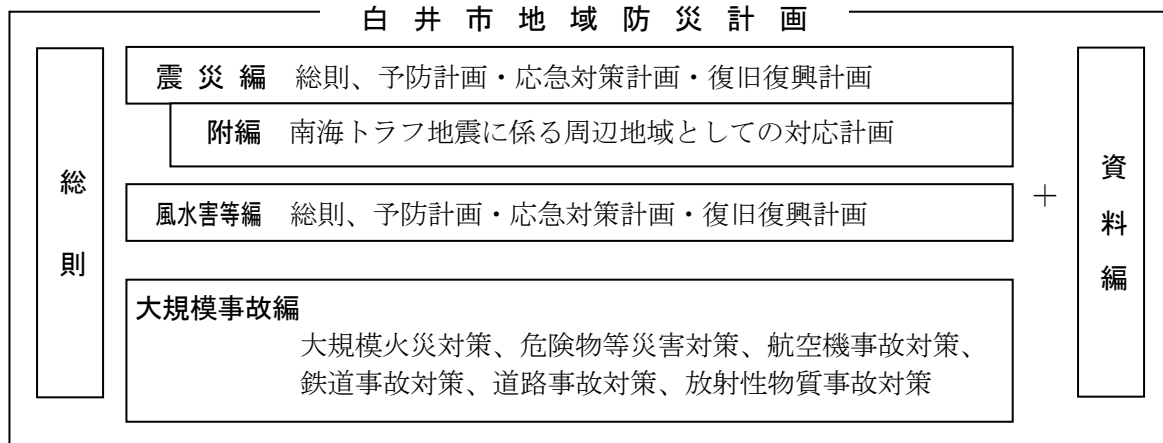 白井市地域防災計画
総則
震災編 総則、予防計画・応急対策計画・復旧復興計画
附編 南海トラフ地震に係る周辺地域としての対応計画
風水害等編 総則、予防計画・応急対策計画・復旧復興計画
大規模事故編
大規模火災対策、危険物等災害対策、航空機事故対策、
鉄道事故対策、道路事故対策、放射性物質事故対策
＋
資料編